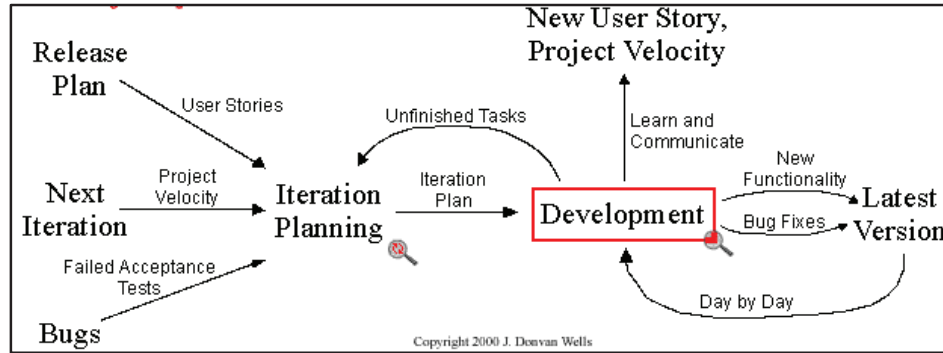 New User Story,
Project Velocity
Release
Plan
User Stories
Unfinished Tasks
Learn and
Communicate
Next
Iteration
Project
Velocity
Iteration
Planning
Iteration
Plan
Development
New
Functionality
Bug Fixes
Latest
Version
Failed Acceptance
Tests
Bugs
Day by Day
Copyright 2000 J. Donvan Wells